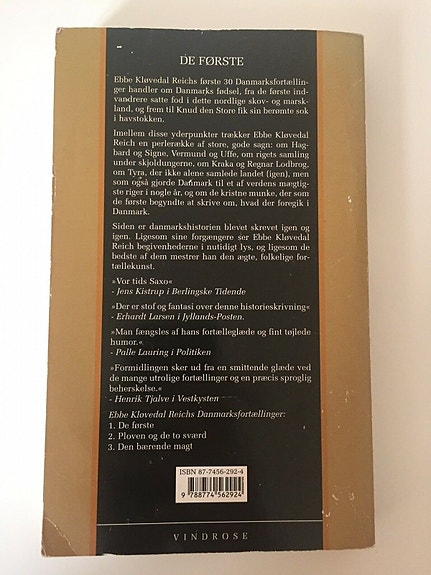 DE FØRSTE
Ebbe Kløvedal Reichs første 30 Danmarksfortællin-
ger handler om Danmarks fødsel, fra de første ind-
vandrere satte fod i dette nordlige skov- og marsk-
land, og frem til Knud den Store fik sin berømte sok
i havstokken.
Imellem disse yderpunkter trækker Ebbe Kløvedal
Reich en perlerække af store, gode sagn: om Hag-
bard og Signe, Vermund og Uffe, om rigets samling
under skjoldungerne, om Kraka og Regnar Lodbrog,
om Tyra, der ikke alene samlede landet (igen), men
som også gjorde Danmark til et af verdens mægtig-
ste riger i nogle år, og om de kristne munke, der som
de første begyndte at skrive om, hvad der foregik i
Danmark.
Siden er danmarkshistorien blevet skrevet igen og
igen. Ligesom sine forgængere ser Ebbe Kløvedal
Reich begivenhederne i nutidigt lys, og ligesom de
bedste af dem mestrer han den ægte, folkelige for-
tællekunst.
»Vor tids Saxo«
- Jens Kistrup i Berlingske Tidende
»Der er stof og fantasi over denne historieskrivning«
- Erhardt Larsen i Jyllands-Posten.
»Man fængsles af hans fortælleglæde og fint tøjlede
humor.«
- Palle Lauring i Politiken
»Formidlingen sker ud fra en smittende glæde ved
de mange utrolige fortællinger og en præcis sproglig
beherskelse.«
- Henrik Tjalve i Vestkysten
Ebbe Kløvedal Reichs Danmarksfortællinger:
1. De første
2. Ploven og de to sværd
3. Den bærende magt
ISBN 87-7456-292-4
9 788774 562924
VINDROSE